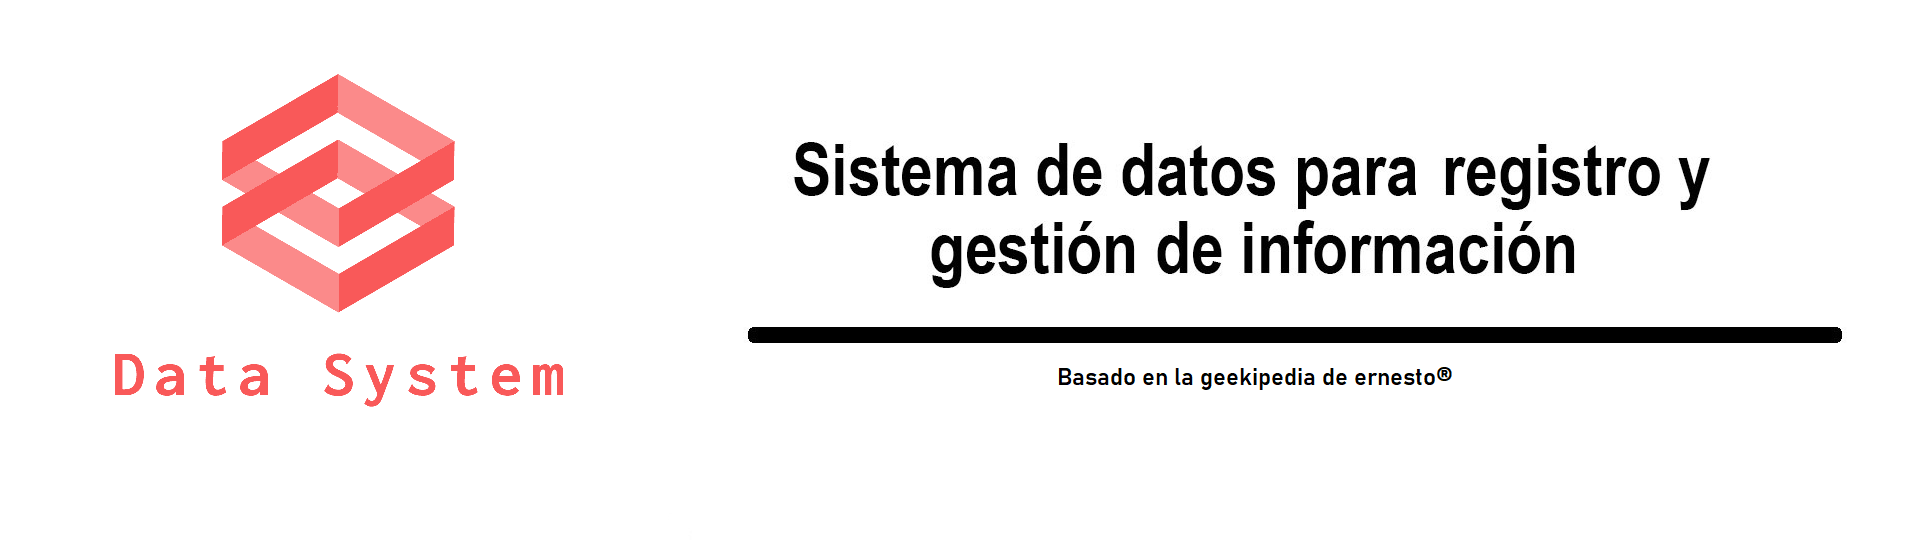 Data System
Sistema de datos para registro y
gestión de información
Basado en la geekipedia de ernesto®